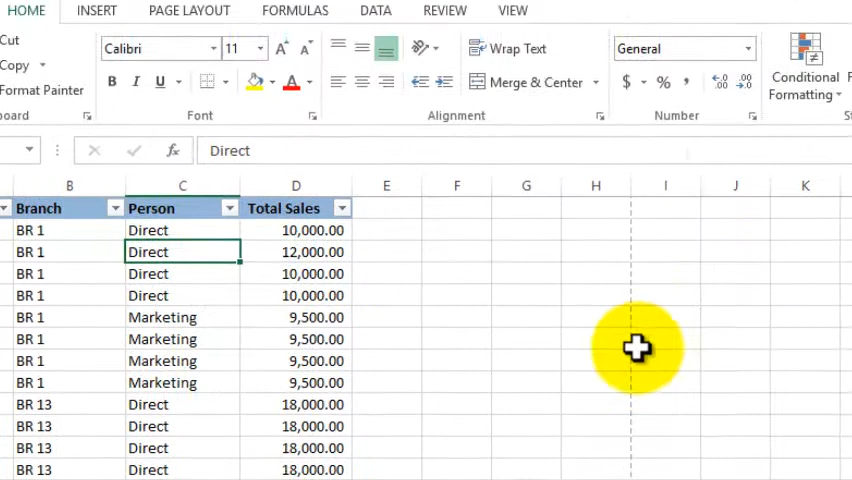 HOME INSERT PAGE LAYOUT FORMULAS DATA REVIEW VIEW
Cut
Copy
Format Painter
Calibri 11 A A
B I U A
Wrap Text
Merge & Center
General
$ % , .00 .00
Conditional
Formatting
Font Alignment Number
fx Direct
B C D E F G H I J K
Branch Person Total Sales
BR 1 Direct 10,000.00
BR 1 Direct 12,000.00
BR 1 Direct 10,000.00
BR 1 Direct 10,000.00
BR 1 Marketing 9,500.00
BR 1 Marketing 9,500.00
BR 1 Marketing 9,500.00
BR 1 Marketing 9,500.00
BR 13 Direct 18,000.00
BR 13 Direct 18,000.00
BR 13 Direct 18,000.00
BR 13 Direct 18,000.00